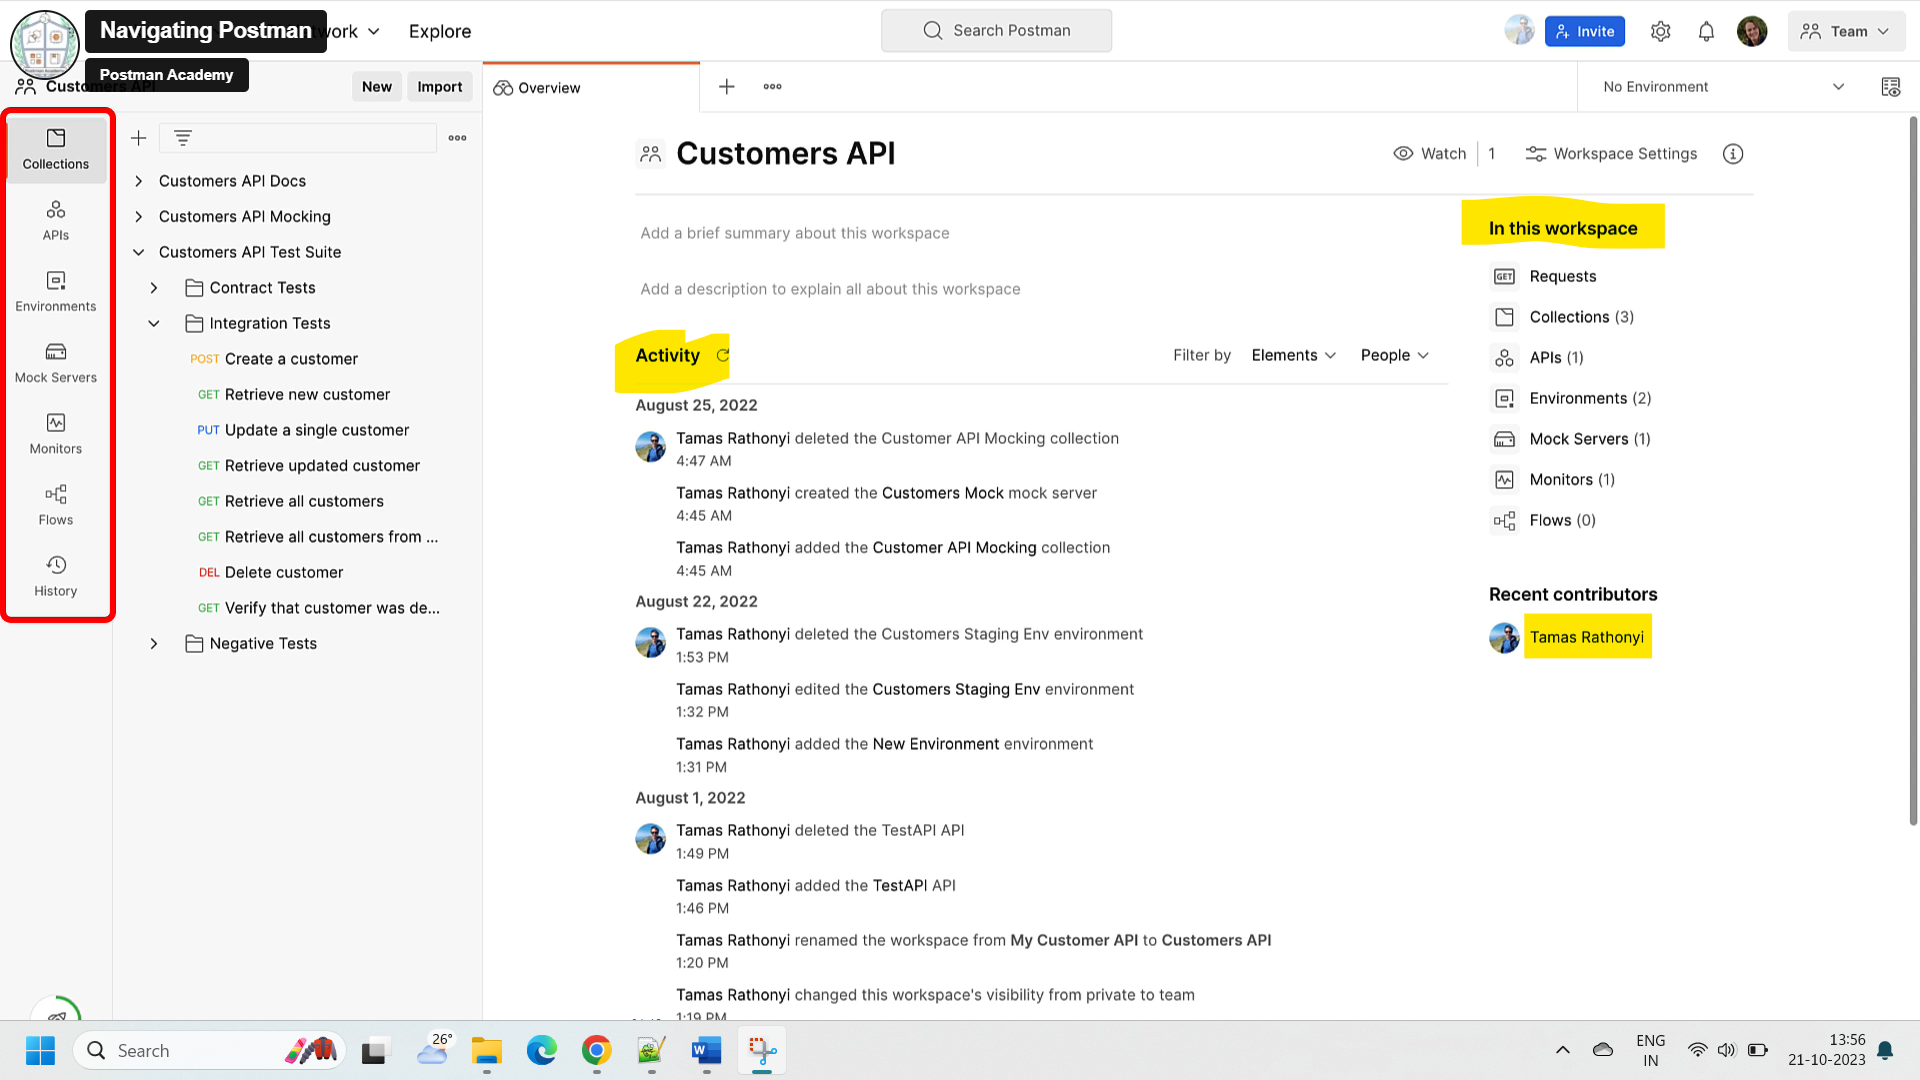 Navigating Postman
work
Explore
Search Postman
Invite
Team
Postman Academy
Customers API
New
Import
Overview
No Environment
Collections
APIs
Environments
Mock Servers
Monitors
Flows
History
Customers API Docs
Customers API Mocking
Customers API Test Suite
Contract Tests
Integration Tests
POST Create a customer
GET Retrieve new customer
PUT Update a single customer
GET Retrieve updated customer
GET Retrieve all customers
GET Retrieve all customers from ...
DEL Delete customer
GET Verify that customer was de...
Negative Tests
Customers API
Watch 1
Workspace Settings
Add a brief summary about this workspace
Add a description to explain all about this workspace
Activity
Filter by Elements People
August 25, 2022
Tamas Rathonyi deleted the Customer API Mocking collection
4:47 AM
Tamas Rathonyi created the Customers Mock mock server
4:45 AM
Tamas Rathonyi added the Customer API Mocking collection
4:45 AM
August 22, 2022
Tamas Rathonyi deleted the Customers Staging Env environment
1:53 PM
Tamas Rathonyi edited the Customers Staging Env environment
1:32 PM
Tamas Rathonyi added the New Environment environment
1:31 PM
August 1, 2022
Tamas Rathonyi deleted the TestAPI API
1:49 PM
Tamas Rathonyi added the TestAPI API
1:46 PM
Tamas Rathonyi renamed the workspace from My Customer API to Customers API
1:20 PM
Tamas Rathonyi changed this workspace's visibility from private to team
1:19 PM
In this workspace
GET Requests
Collections (3)
APIs (1)
Environments (2)
Mock Servers (1)
Monitors (1)
Flows (0)
Recent contributors
Tamas Rathonyi
Search
26°
ENG
IN
13:56
21-10-2023